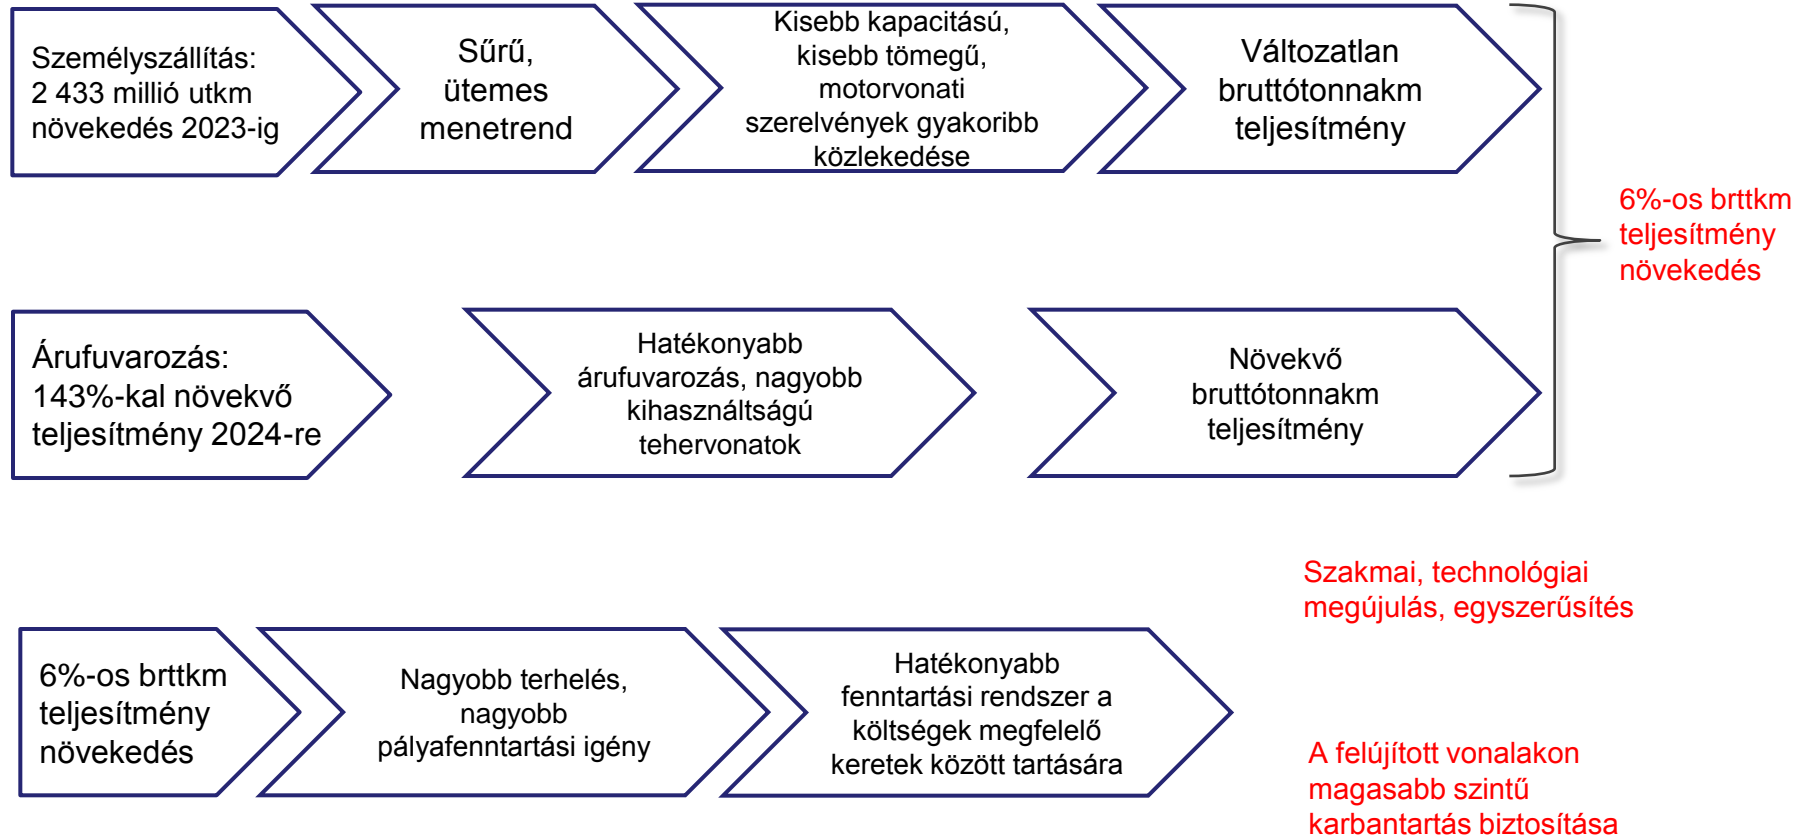 Személyszállítás:
2 433 millió utkm
növekedés 2023-ig
Sűrű,
ütemes
menetrend
Kisebb kapacitású,
kisebb tömegű,
motorvonati
szerelvények gyakoribb
közlekedése
Változatlan
bruttótonnakm
teljesítmény
6%-os brttkm
teljesítmény
növekedés
Árufuvarozás:
143%-kal növekvő
teljesítmény 2024-re
Hatékonyabb
árufuvarozás, nagyobb
kihasználtságú
tehervonatok
Növekvő
bruttótonnakm
teljesítmény
Szakmai, technológiai
megújulás, egyszerűsítés
6%-os brttkm
teljesítmény
növekedés
Nagyobb terhelés,
nagyobb
pályafenntartási igény
Hatékonyabb
fenntartási rendszer a
költségek megfelelő
keretek között tartására
A felújított vonalakon
magasabb szintű
karbantartás biztosítása